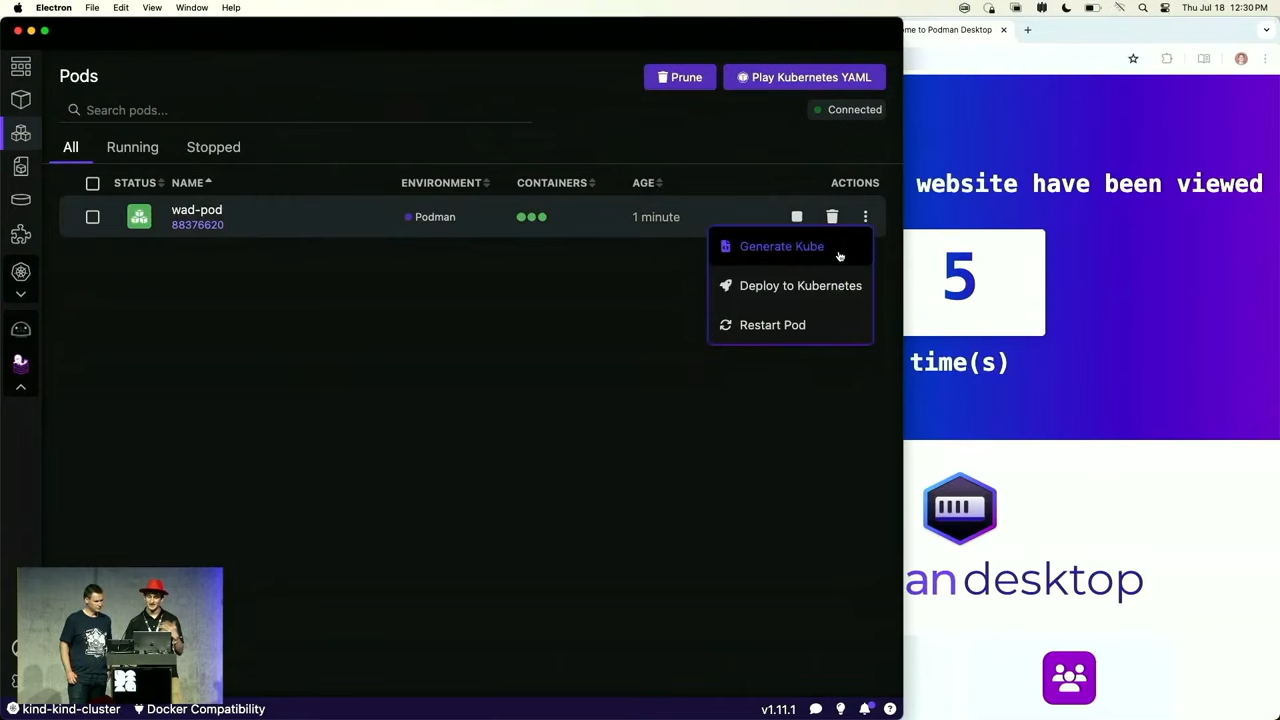 Electron File Edit View Window Help Thu Jul 18 12:30 PM
ome to Podman Desktop
Pods
Prune
Play Kubernetes YAML
Search pods...
Connected
All Running Stopped
STATUS NAME ENVIRONMENT CONTAINERS AGE ACTIONS
wad-pod
88376620
Podman
1 minute
Generate Kube
Deploy to Kubernetes
Restart Pod
website have been viewed
5
time(s)
an desktop
kind-kind-cluster
Docker Compatibility
v1.11.1